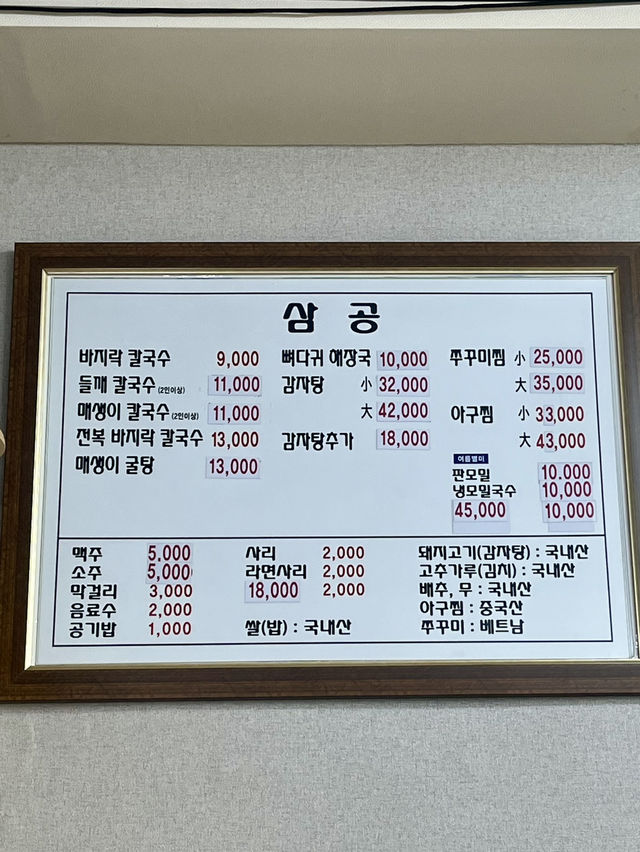 삼 공
바지락 칼국수 9,000
들깨 칼국수 (2인이상) 11,000
매생이 칼국수 (2인이상) 11,000
전복 바지락 칼국수 13,000
매생이 굴탕 13,000
뼈다귀 해장국 10,000
감자탕 小 32,000
大 42,000
감자탕추가 18,000
쭈꾸미찜 小 25,000
大 35,000
아구찜 小 33,000
大 43,000
여름별미
판모밀 10.000
냉모밀국수 10,000
45,000 10,000
맥주 5,000
소주 5,000
막걸리 3,000
음료수 2,000
공기밥 1,000
사리 2,000
라면사리 2,000
18,000 2,000
쌀(밥) : 국내산
돼지고기(감자탕) : 국내산
고추가루(김치) : 국내산
배추, 무 : 국내산
아구찜 : 중국산
쭈꾸미 : 베트남